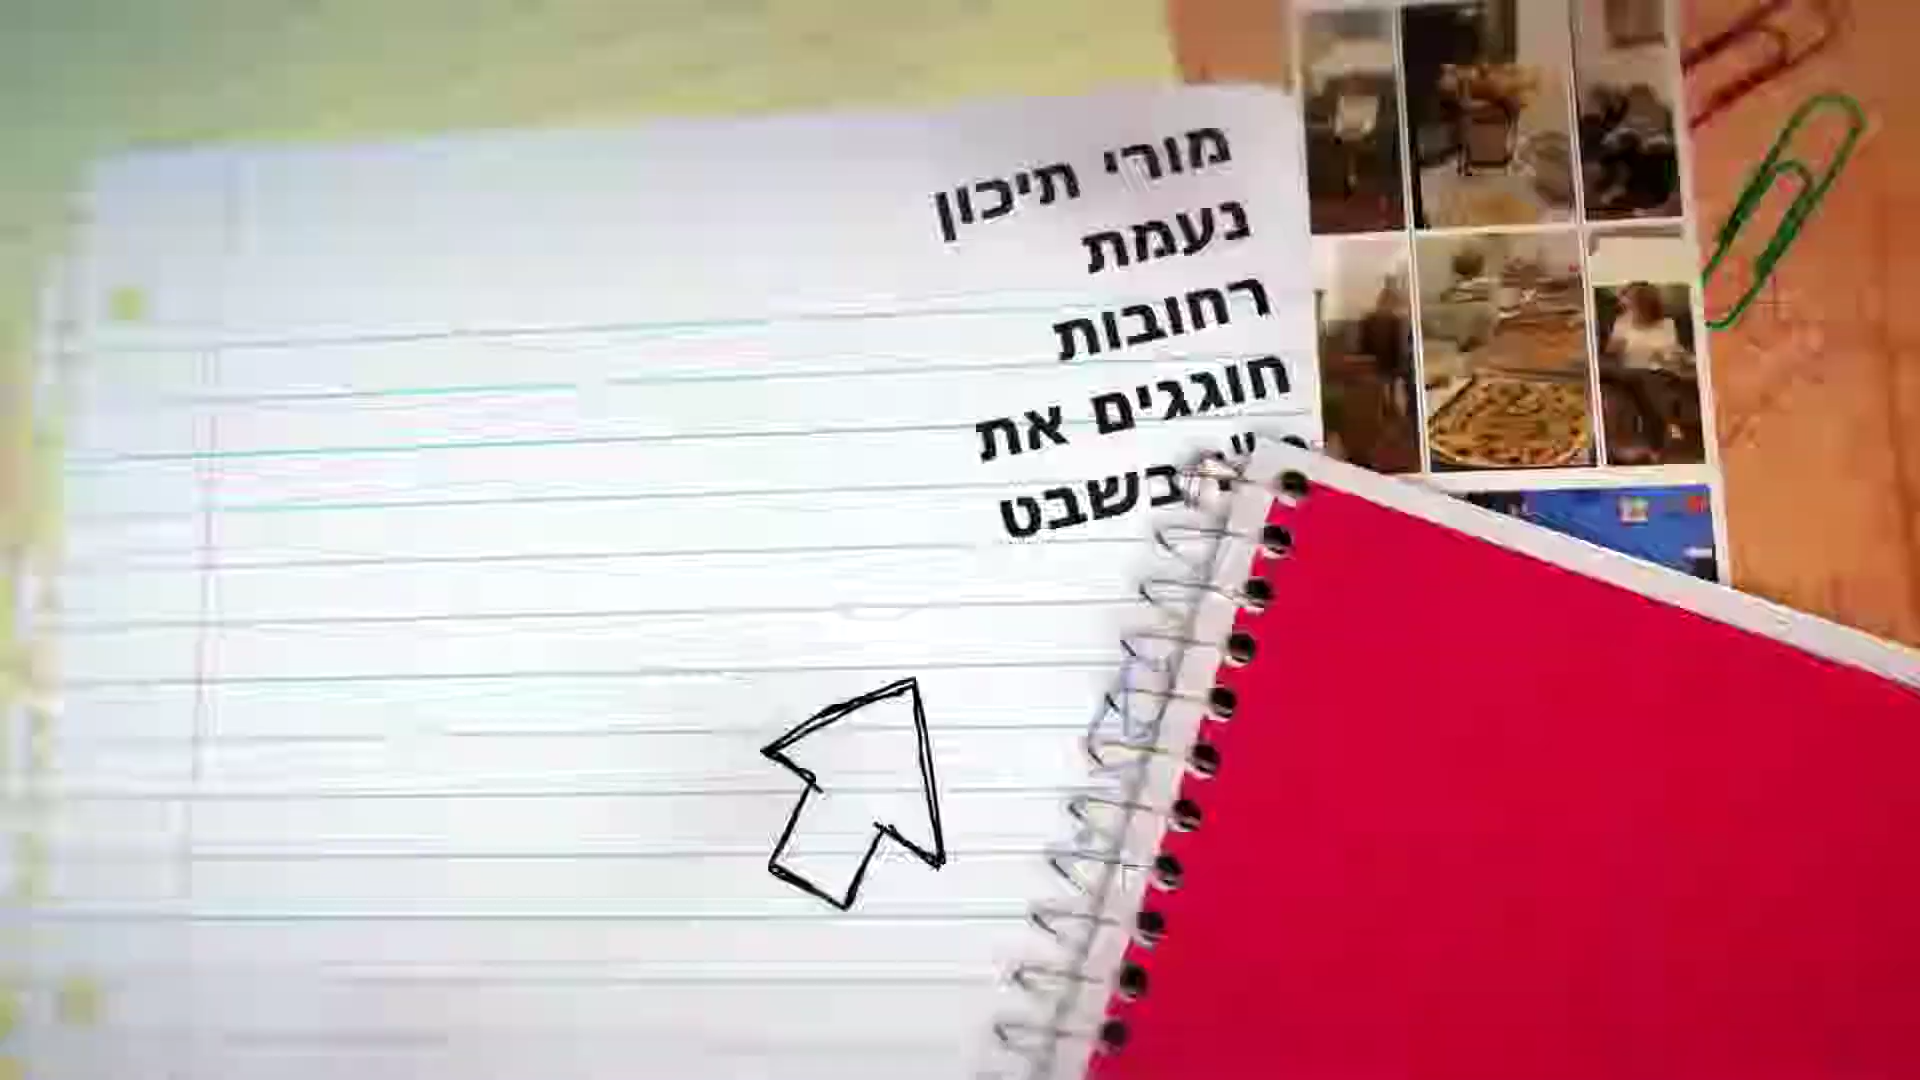 מורי תיכון
נעמת
רחובות
חוגגים את
בשבט